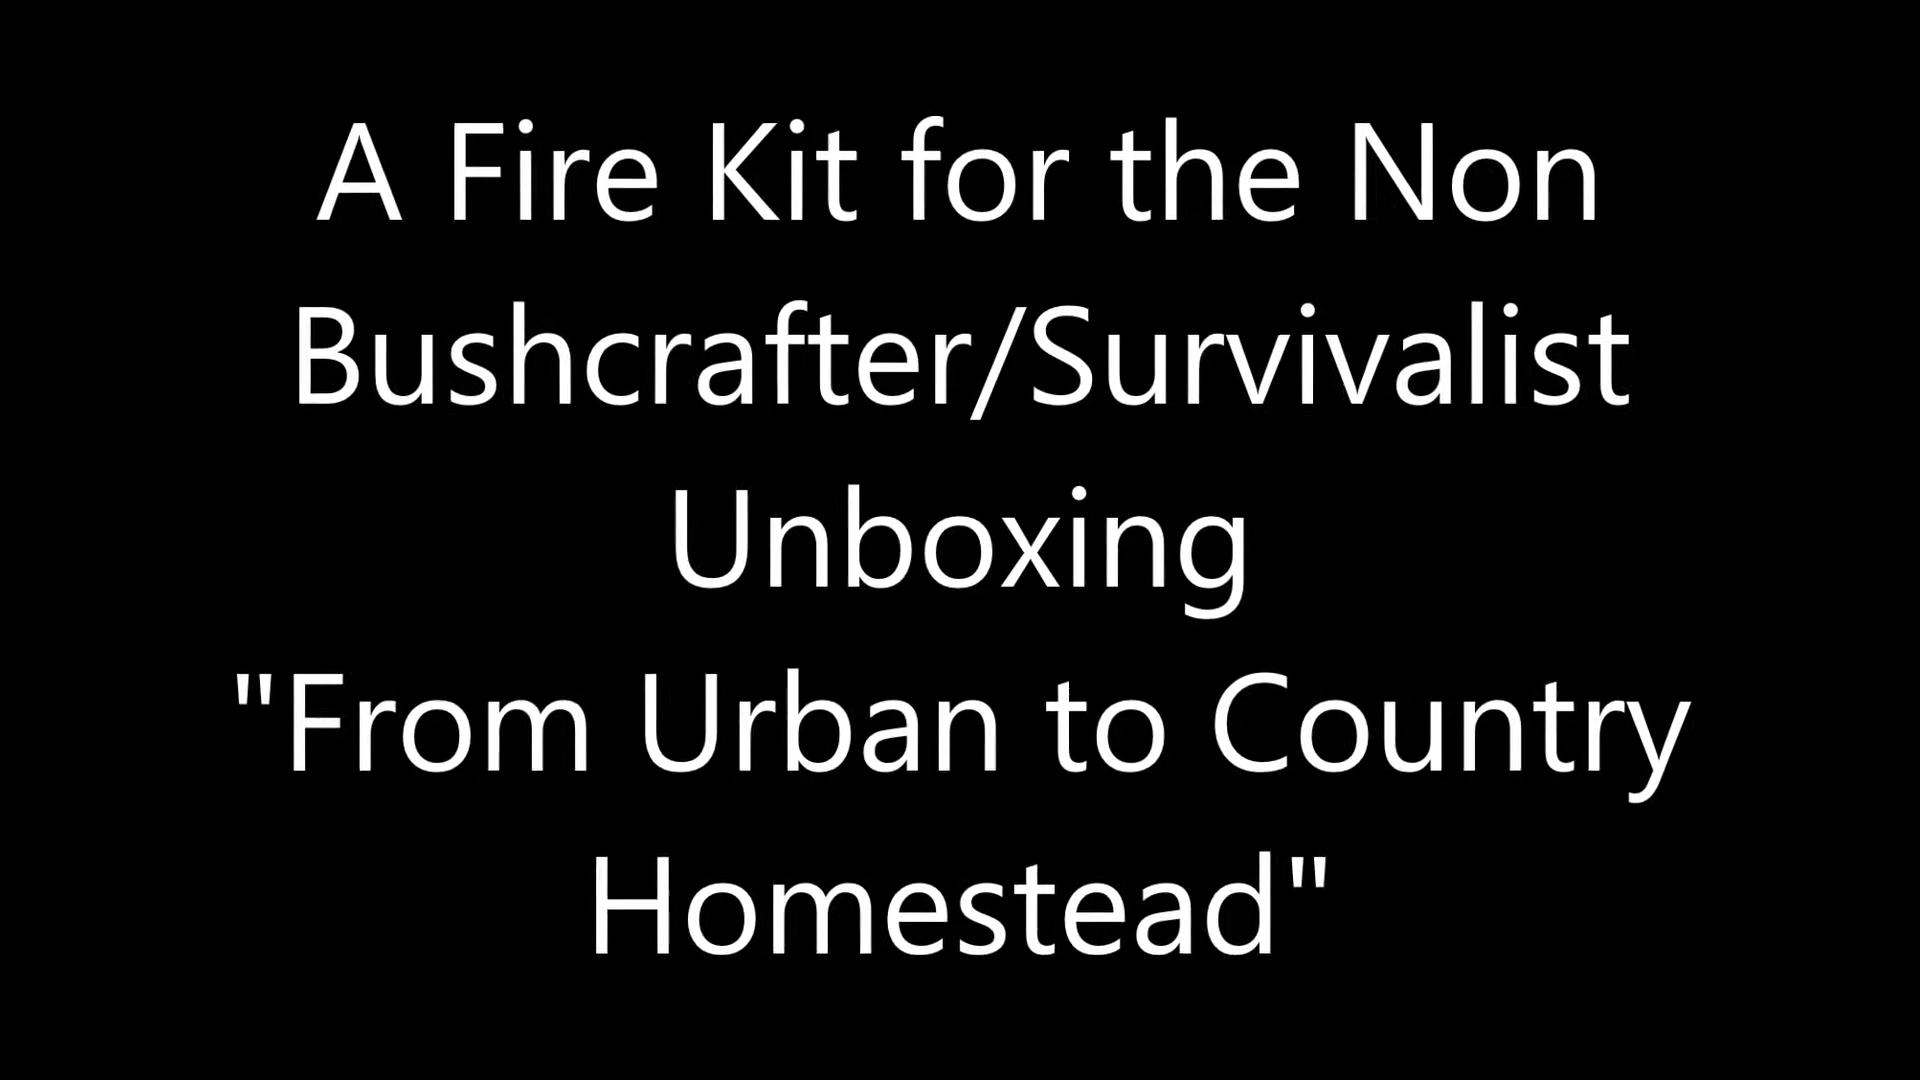 A Fire Kit for the Non
Bushcrafter/Survivalist
Unboxing
"From Urban to Country
Homestead"